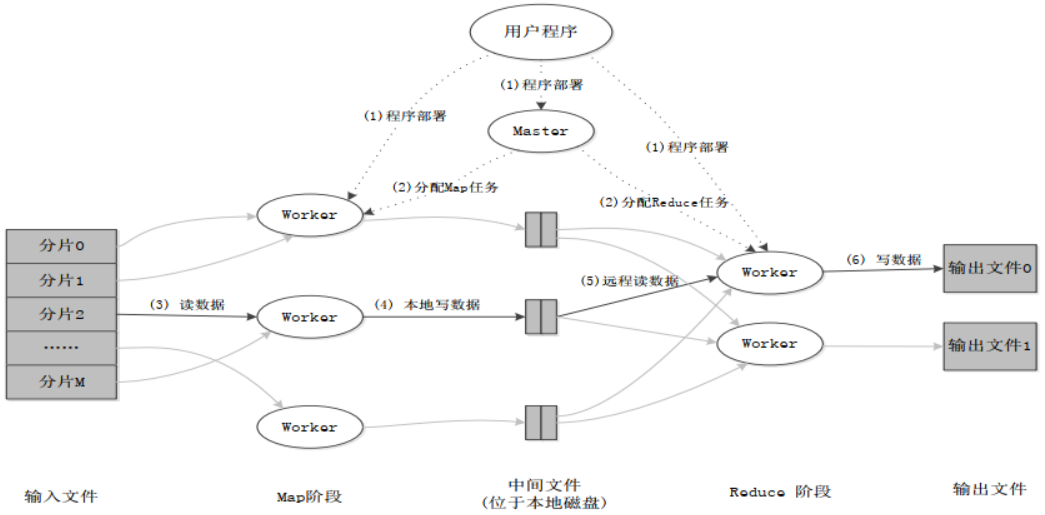 用户程序
(1)程序部署
(1)程序部署
Master
(1)程序部署
(2)分配Map任务
(2)分配Reduce任务
Worker
分片0
分片1
分片2
……
分片M
(3) 读数据
Worker
(4) 本地写数据
Worker
(5)远程读数据
Worker
Worker
(6) 写数据
输出文件0
输出文件1
输入文件
Map阶段
中间文件
(位于本地磁盘)
Reduce 阶段
输出文件